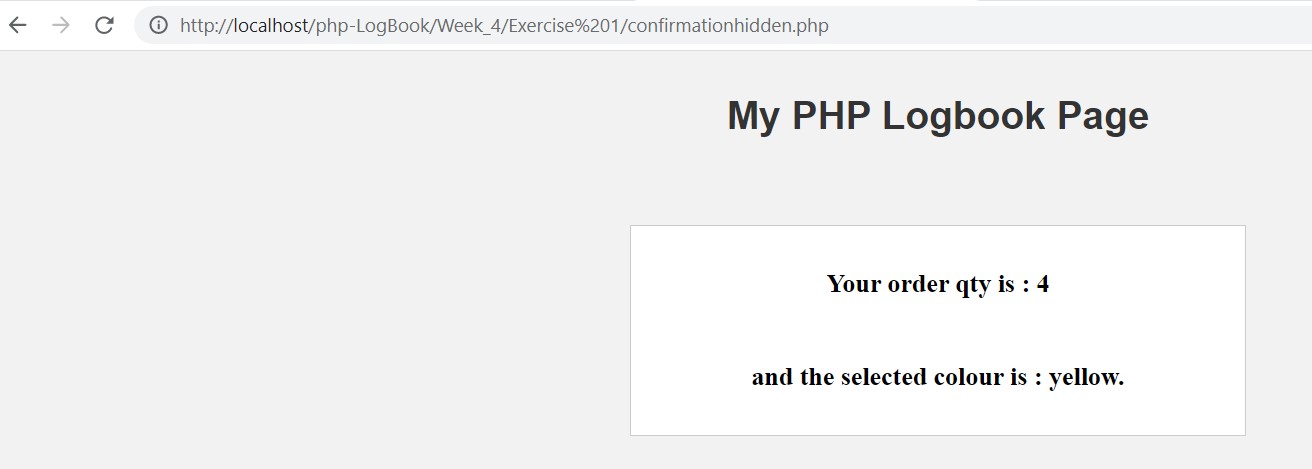 http://localhost/php-LogBook/Week_4/Exercise%201/confirmationhidden.php
My PHP Logbook Page
Your order qty is : 4
and the selected colour is : yellow.